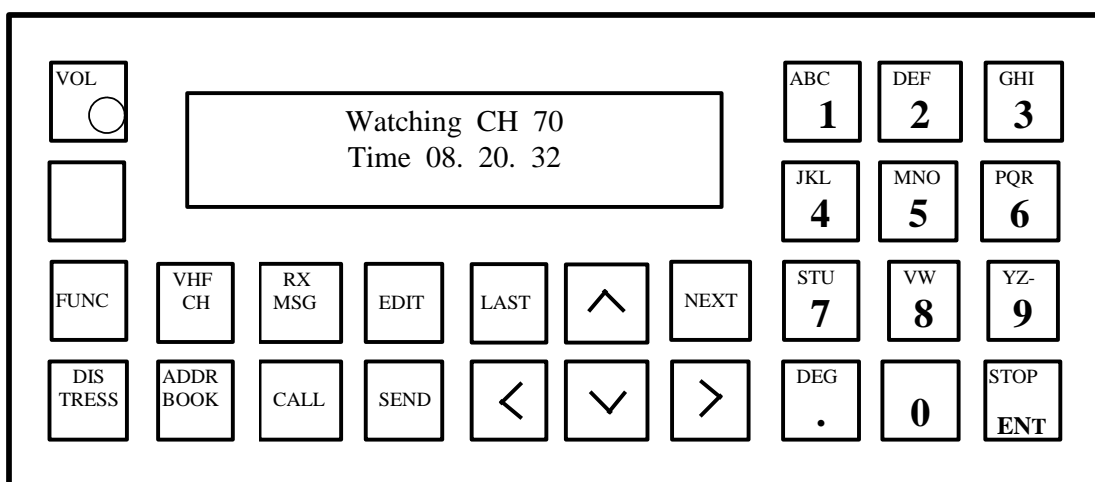 VOL
Watching CH 70
Time 08. 20. 32
ABC
1
DEF
2
GHI
3
JKL
4
MNO
5
PQR
6
FUNC
VHF
CH
RX
MSG
EDIT
LAST
NEXT
STU
7
VW
8
YZ-
9
DIS
TRESS
ADDR
BOOK
CALL
SEND
DEG
.
0
STOP
ENT